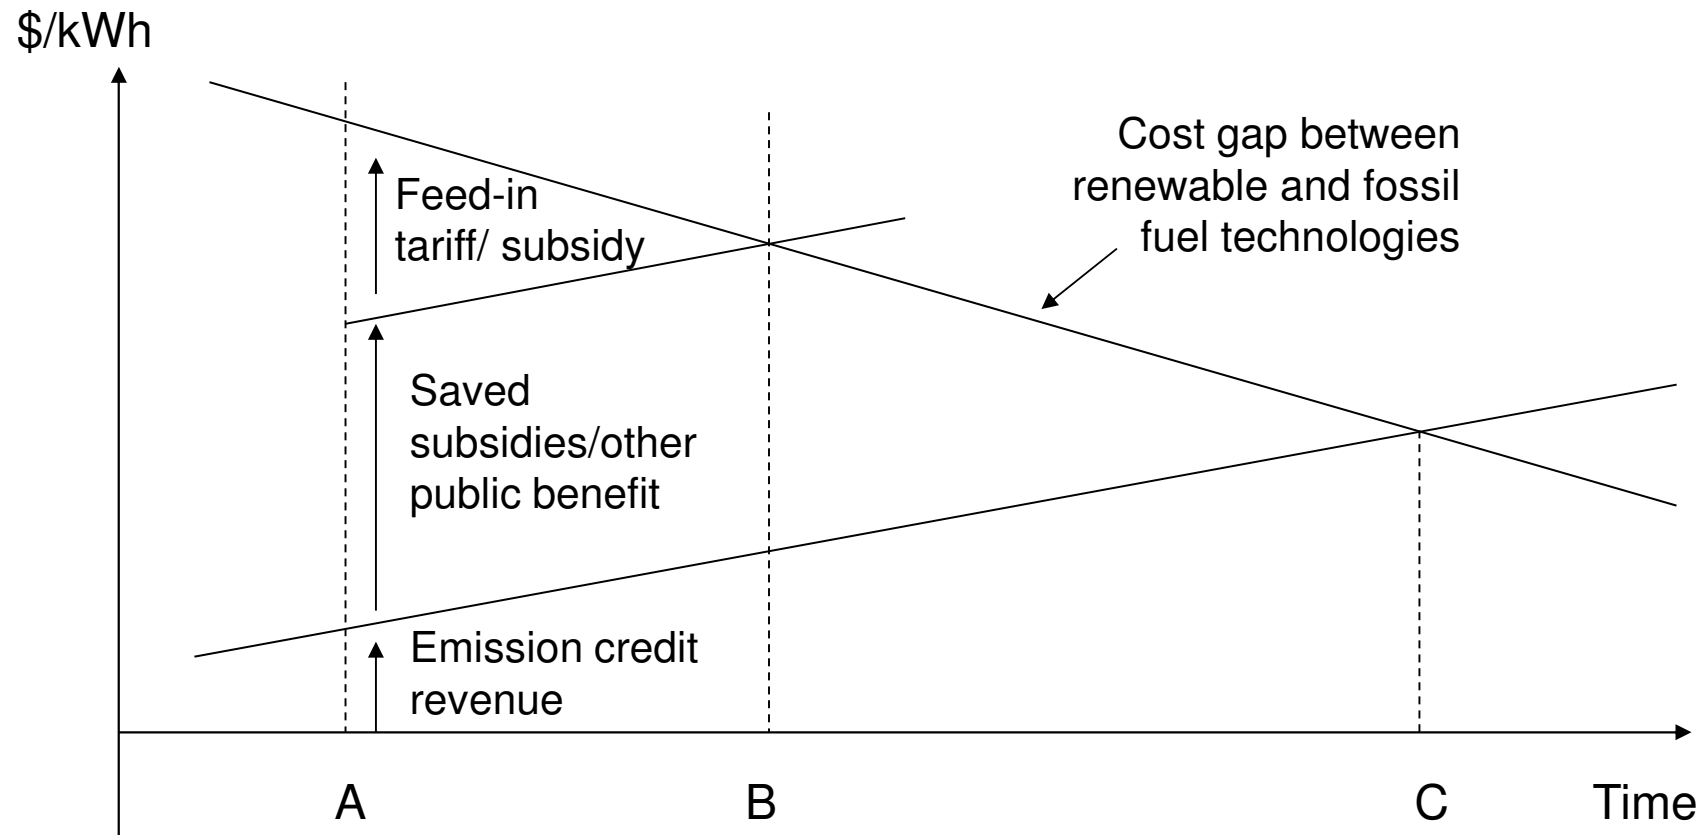 $/kWh
Cost gap between
renewable and fossil
fuel technologies
Feed-in
tariff/ subsidy
Saved
subsidies/other
public benefit
Emission credit
revenue
A
B
C
Time